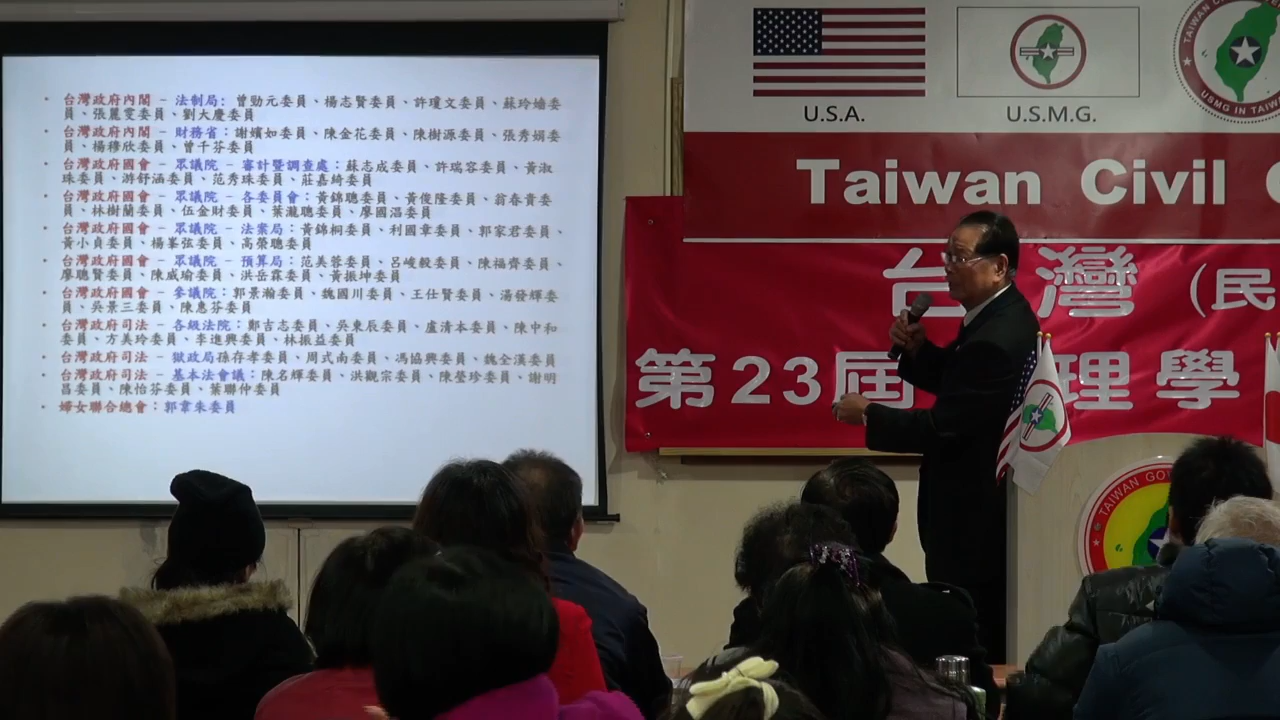 台灣政府內閣 – 法制局: 曾勁元委員、楊志賢委員、許瓊文委員、蘇玲嬌委
員、張麗雯委員、劉大慶委員
台灣政府內閣 – 財務省：謝嬪如委員、陳金花委員、陳樹源委員、張秀娟委
員、楊穆欣委員、曾千芬委員
台灣政府國會 – 眾議院 – 審計暨調查處：蘇志成委員、許瑞容委員、黃淑
珠委員、游舒涵委員、范秀珠委員、莊嘉綺委員
台灣政府國會 – 眾議院 – 各委員會：黃錦聰委員、黃俊隆委員、翁春貴委
員、林樹蘭委員、伍金財委員、葉瀧聰委員、廖國淐委員
台灣政府國會 – 眾議院 – 法案局：黃錦桐委員、利國章委員、郭家君委員、
黃小貞委員、楊峯弦委員、高榮聰委員
台灣政府國會 – 眾議院 – 預算局：范美蓉委員、呂峻毅委員、陳福齊委員、
廖聰賢委員、陳威瑜委員、洪岳霖委員、黃振坤委員
台灣政府國會 – 參議院：郭景瀚委員、魏國川委員、王仕賢委員、湯發輝委
員、吳景三委員、陳惠芬委員
台灣政府司法 – 各級法院：鄭吉志委員、吳東辰委員、盧清本委員、陳中和
委員、方美玲委員、李進興委員、林振益委員
台灣政府司法 – 獄政局孫存孝委員、周式南委員、馮協興委員、魏全漢委員
台灣政府司法 – 基本法會議：陳名輝委員、洪觀宗委員、陳瑩珍委員、謝明
昌委員、陳怡芬委員、葉聯仲委員
婦女聯合總會：郭韋朱委員
U.S.A.
U.S.M.G.
USMG IN TAIWAN
Taiwan Civil
台灣（民
第23屆 理學
TAIWAN GO